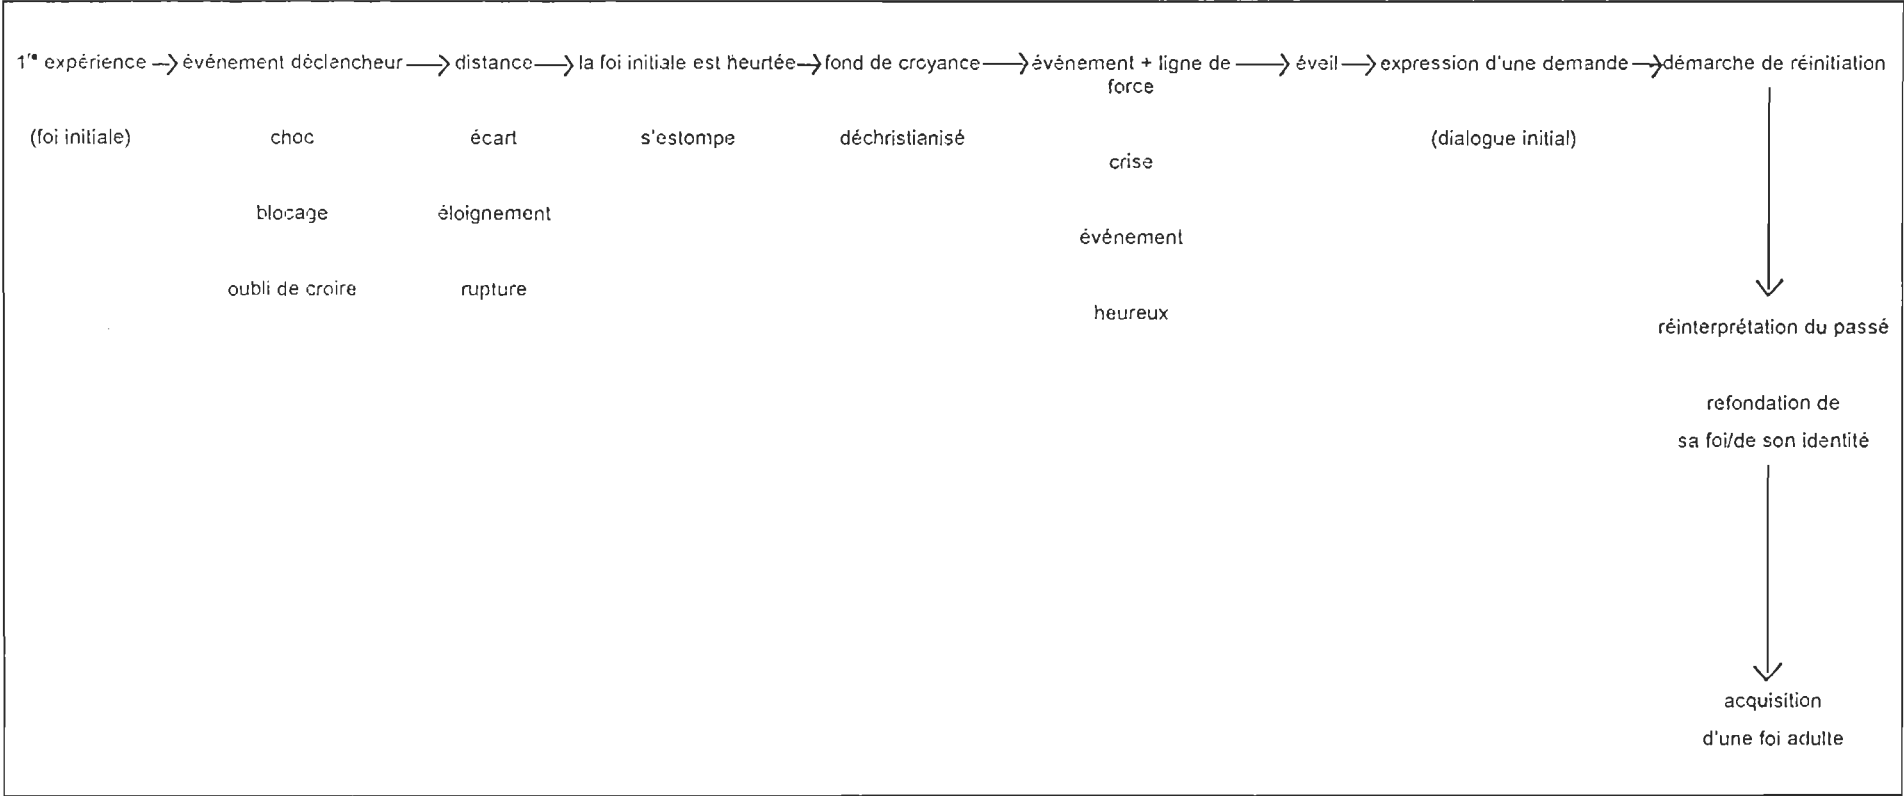 1re expérience événement déclencheur distance la foi initiale est heurtée fond de croyance événement + ligne de éveil expression d'une demande démarche de réinitiation
force
(foi initiale) choc écart s'estompe déchristianisé (dialogue initial)
crise
blocage éloignement
événement
oubli de croire rupture
heureux
réinterprétation du passé
refondation de
sa foi/de son identité
acquisition
d'une foi adulte